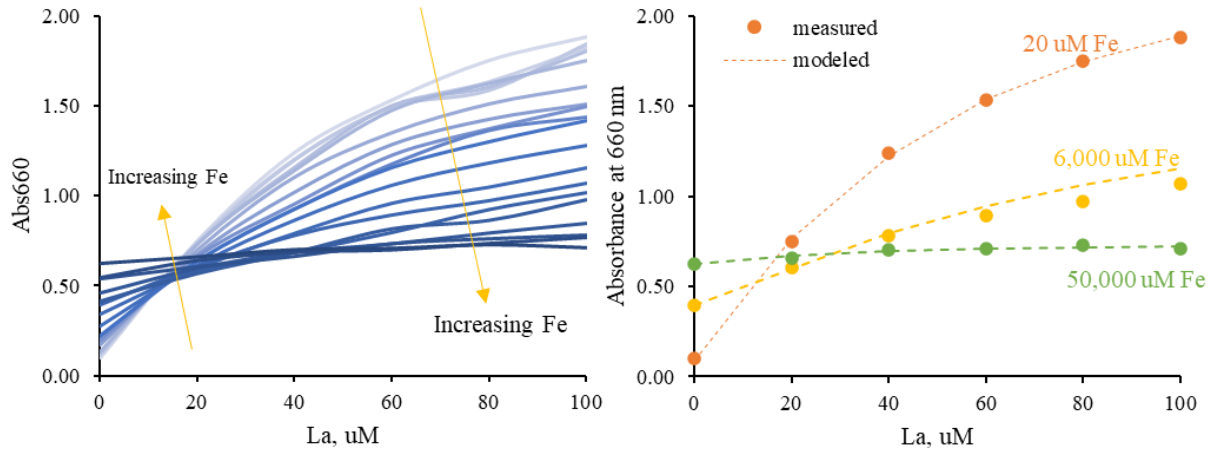 2.00
1.50
1.00
0.50
0.00
Abs660
Increasing Fe
Increasing Fe
0
20
40
60
80
100
La, uM
2.00
1.50
1.00
0.50
0.00
Absorbance at 660 nm
measured
modeled
20 uM Fe
6,000 uM Fe
50,000 uM Fe
0
20
40
60
80
100
La, uM